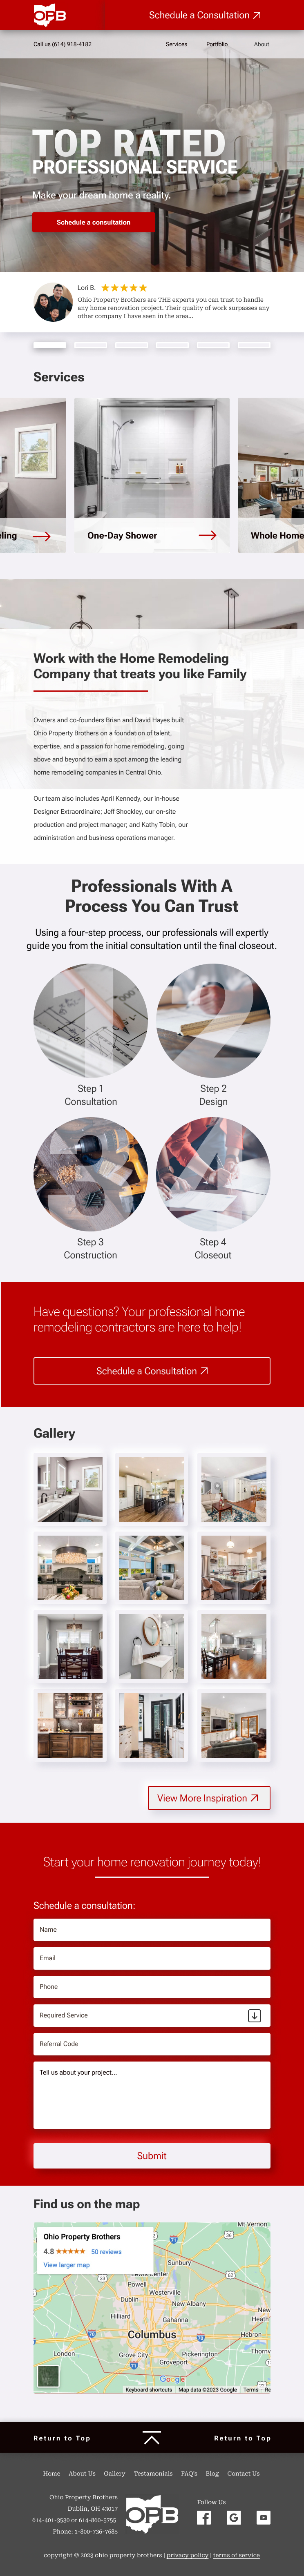 OPB
Schedule a Consultation
Call us (614) 918-4182
Services
Portfolio
About
TOP RATED
PROFESSIONAL SERVICE
Make your dream home a reality.
Schedule a consultation
Lori B.
Ohio Property Brothers are THE experts you can trust to handle
any home renovation project. Their quality of work surpasses any
other company I have seen in the area...
Services
ling
One-Day Shower
Whole Home
Work with the Home Remodeling
Company that treats you like Family
Owners and co-founders Brian and David Hayes built
Ohio Property Brothers on a foundation of talent,
expertise, and a passion for home remodeling, going
above and beyond to earn a spot among the leading
home remodeling companies in Central Ohio.
Our team also includes April Kennedy, our in-house
Designer Extraordinaire; Jeff Shockley, our on-site
production and project manager; and Kathy Tobin, our
administration and business operations manager.
Professionals With A
Process You Can Trust
Using a four-step process, our professionals will expertly
guide you from the initial consultation until the final closeout.
1
2
Step 1
Consultation
Step 2
Design
3
4
Step 3
Construction
Step 4
Closeout
Have questions? Your professional home
remodeling contractors are here to help!
Schedule a Consultation
Gallery
View More Inspiration
Start your home renovation journey today!
Schedule a consultation:
Name
Email
Phone
Required Service
Referral Code
Tell us about your project...
Submit
Find us on the map
Ohio Property Brothers
4.8
50 reviews
View larger map
Mt Vernon
36
71
Sunbury
62
33
Lewis Center
Powell
Westerville
Dublin
New Albany
Hilliard
Gahanna
New
Heath
70
Columbus
70
Hebron
London
Grove City
Pickerington
Thornv
71
Groveport
Google
Keyboard shortcuts
Map data ©2023 Google
Terms
Re
Return to Top
Return to Top
Home
About Us
Gallery
Testamonials
FAQ's
Blog
Contact Us
Ohio Property Brothers
Dublin, OH 43017
614-401-3530 or 614-860-5755
Phone: 1-800-736-7685
OPB
Follow Us
copyright © 2023 ohio property brothers | privacy policy | terms of service